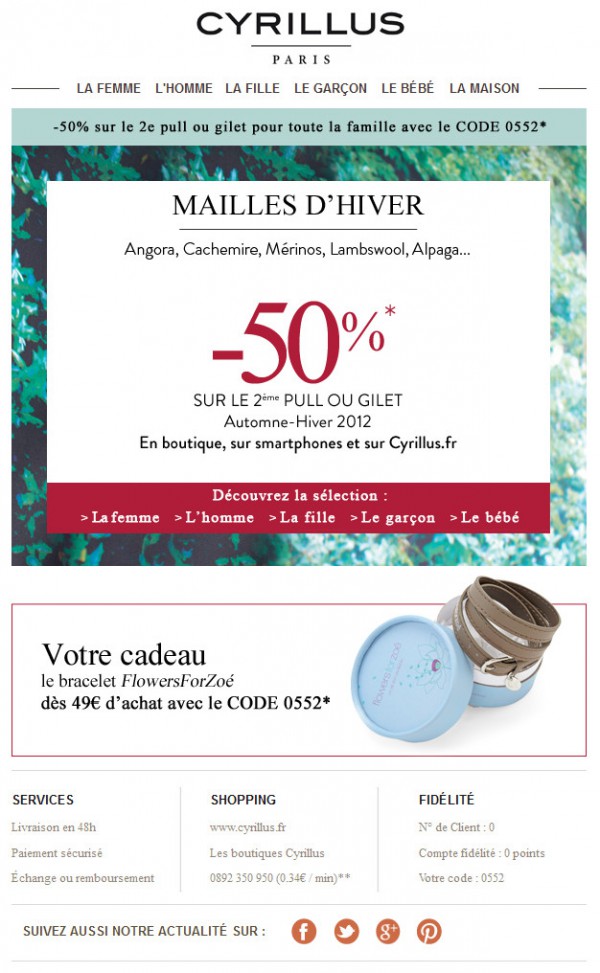 CYRILLUS
PARIS
LA FEMME L'HOMME LA FILLE LE GARÇON LE BÉBÉ LA MAISON
-50% sur le 2e pull ou gilet pour toute la famille avec le CODE 0552*
MAILLES D'HIVER
Angora, Cachemire, Mérinos, Lambswool, Alpaga...
-50%*
SUR LE 2ème PULL OU GILET
Automne-Hiver 2012
En boutique, sur smartphones et sur Cyrillus.fr
Découvrez la sélection :
> La femme > L'homme > La fille > Le garçon > Le bébé
Votre cadeau
le bracelet FlowersForZoé
dès 49€ d'achat avec le CODE 0552*
flowersforzoé
SERVICES
Livraison en 48h
Paiement sécurisé
Échange ou remboursement
SHOPPING
www.cyrillus.fr
Les boutiques Cyrillus
0892 350 950 (0.34€ / min)**
FIDÉLITÉ
N° de Client : 0
Compte fidélité : 0 points
Votre code : 0552
SUIVEZ AUSSI NOTRE ACTUALITÉ SUR :